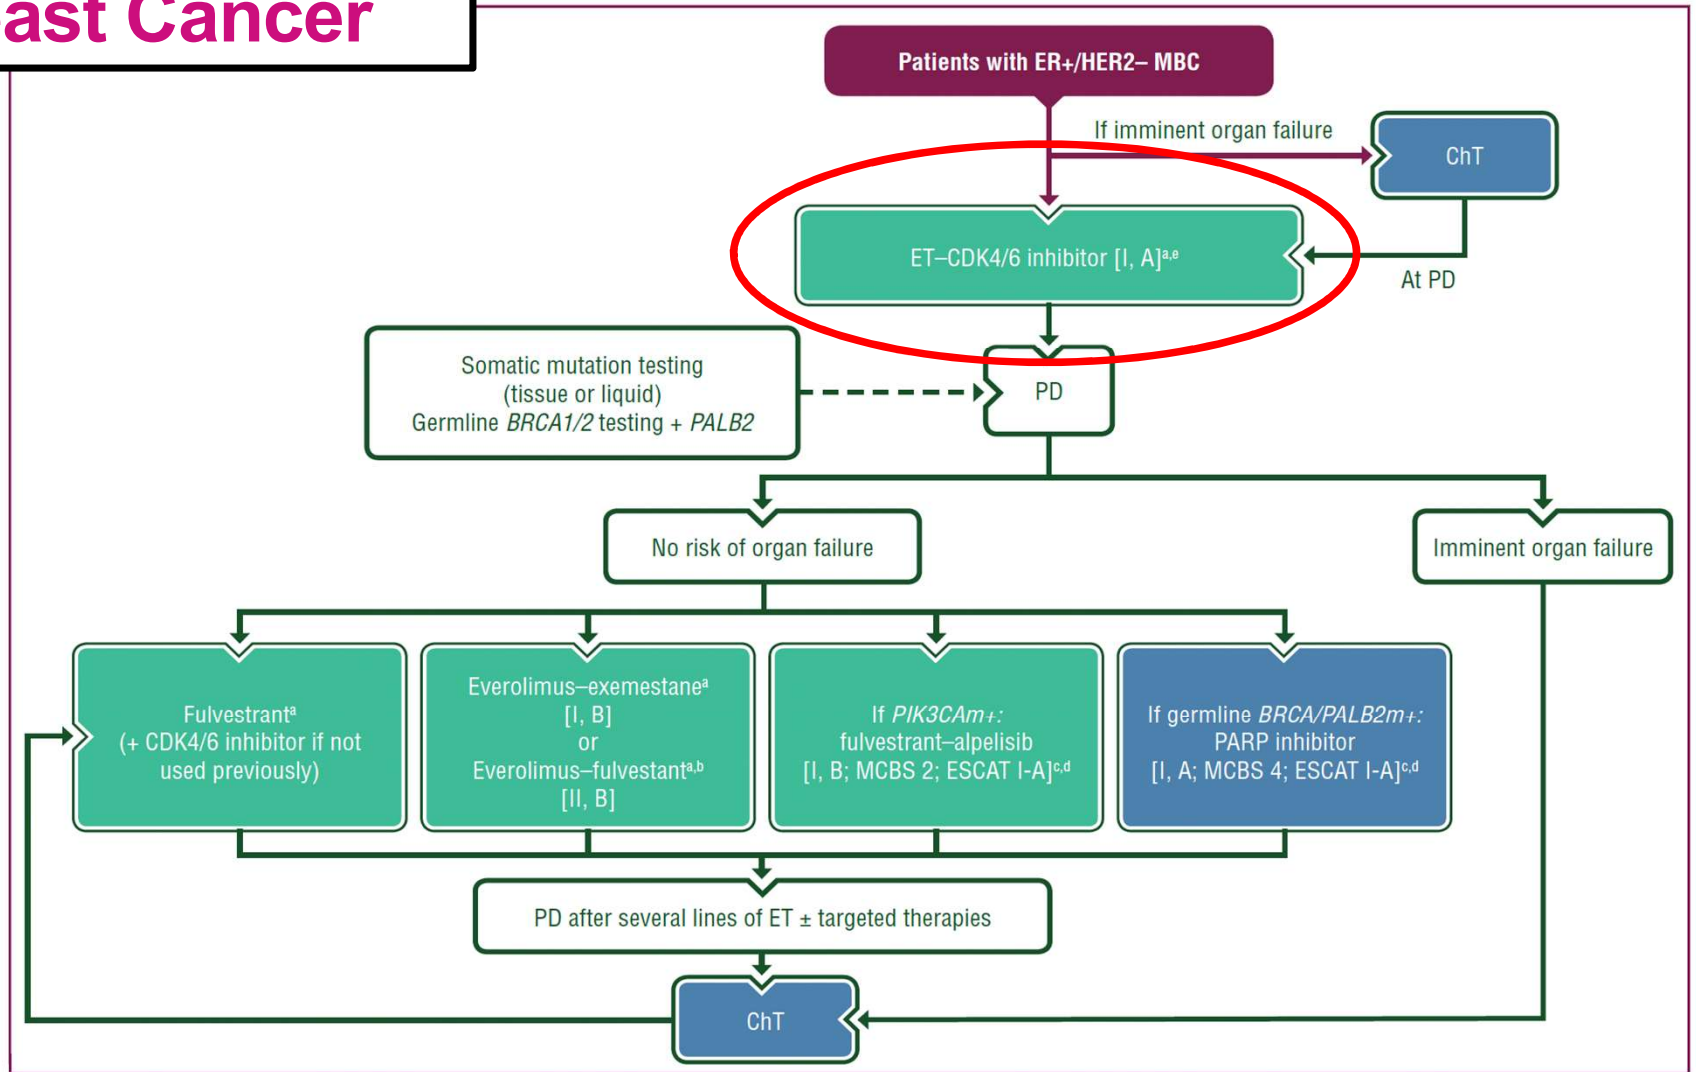 ast Cancer
Patients with ER+/HER2– MBC
If imminent organ failure
ChT
ET–CDK4/6 inhibitor [I, A]a,e
At PD
Somatic mutation testing
(tissue or liquid)
Germline BRCA1/2 testing + PALB2
PD
No risk of organ failure
Imminent organ failure
Fulvestranta
(+ CDK4/6 inhibitor if not
used previously)
Everolimus–exemestanea
[I, B]
or
Everolimus–fulvestanta,b
[II, B]
If PIK3CAm+:
fulvestrant–alpelisib
[I, B; MCBS 2; ESCAT I-A]c,d
If germline BRCA/PALB2m+:
PARP inhibitor
[I, A; MCBS 4; ESCAT I-A]c,d
PD after several lines of ET ± targeted therapies
ChT